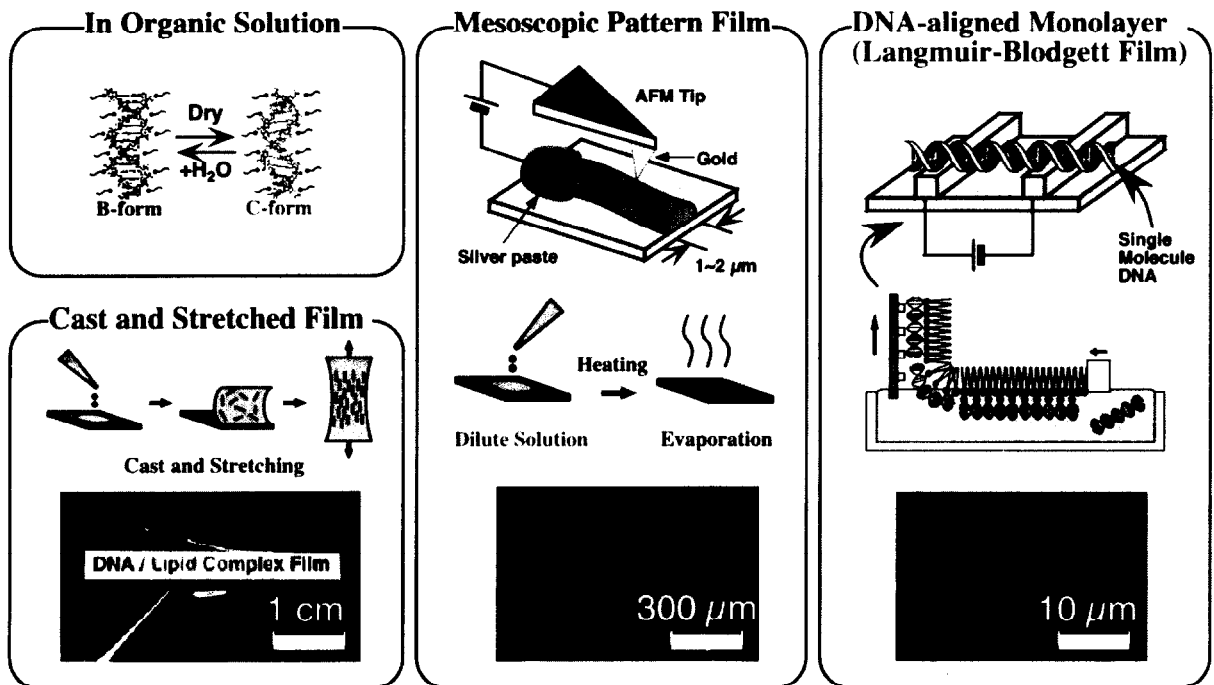 In Organic Solution
Dry
+H₂O
B-form
C-form
Cast and Stretched Film
Cast and Stretching
DNA / Lipid Complex Film
1 cm
Mesoscopic Pattern Film
AFM Tip
Gold
Silver paste
1~2 µm
Heating
Dilute Solution
Evaporation
300 µm
DNA-aligned Monolayer
(Langmuir-Blodgett Film)
Single
Molecule
DNA
10 µm